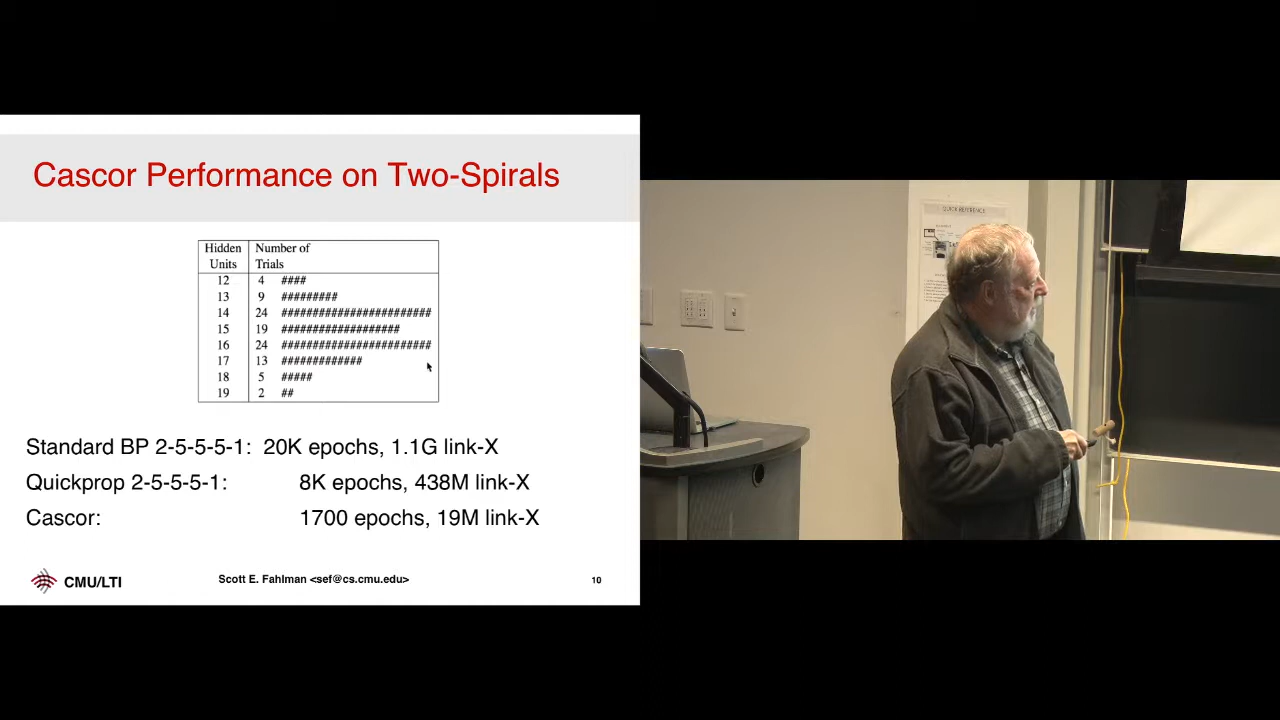 Cascor Performance on Two-Spirals
Hidden Units Number of Trials
12 4 ####
13 9 #########
14 24 ########################
15 19 ###################
16 24 ########################
17 13 #############
18 5 #####
19 2 ##
Standard BP 2-5-5-5-1: 20K epochs, 1.1G link-X
Quickprop 2-5-5-5-1: 8K epochs, 438M link-X
Cascor: 1700 epochs, 19M link-X
CMU/LTI
Scott E. Fahlman <sef@cs.cmu.edu>
10
QUICK REFERENCE